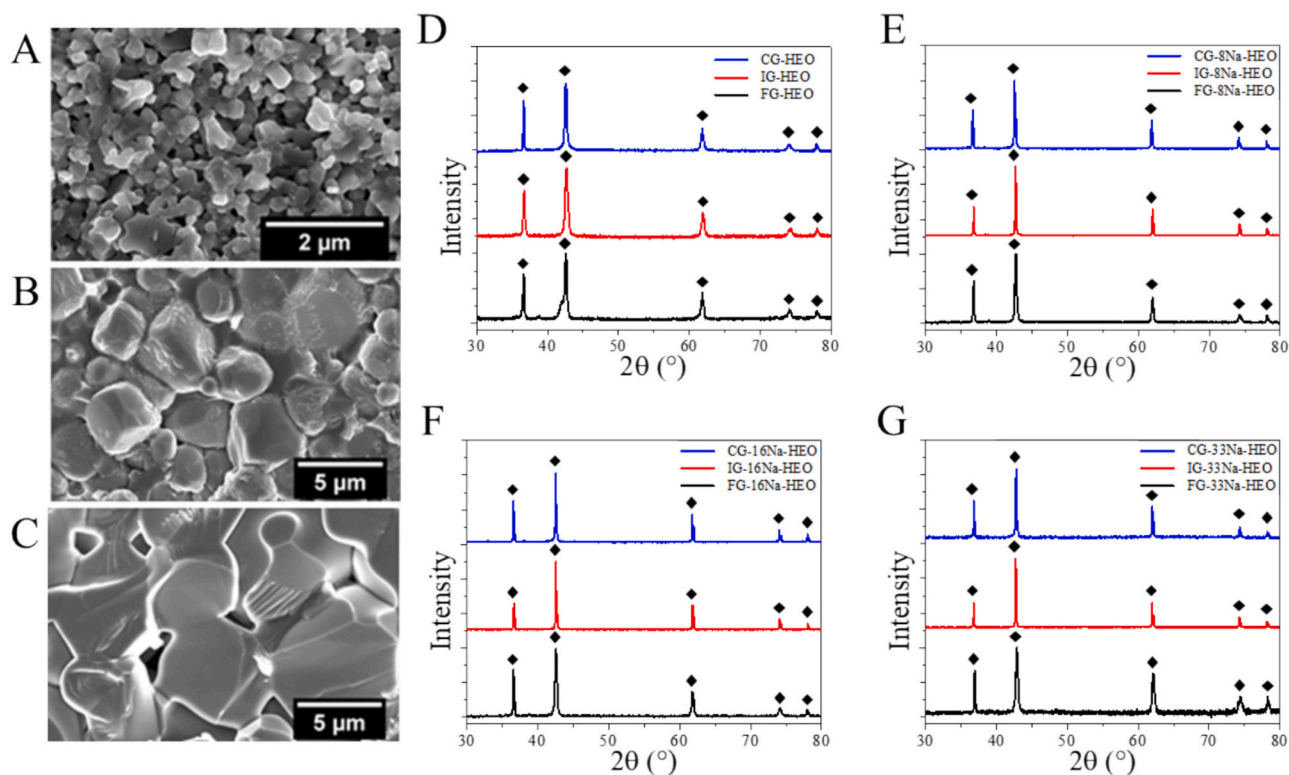 A
2 µm
B
5 µm
C
5 µm
D
CG-HEO
IG-HEO
FG-HEO
Intensity
30 40 50 60 70 80
2θ (°)
E
CG-8Na-HEO
IG-8Na-HEO
FG-8Na-HEO
Intensity
30 40 50 60 70 80
2θ (°)
F
CG-16Na-HEO
IG-16Na-HEO
FG-16Na-HEO
Intensity
30 40 50 60 70 80
2θ (°)
G
CG-33Na-HEO
IG-33Na-HEO
FG-33Na-HEO
Intensity
30 40 50 60 70 80
2θ (°)